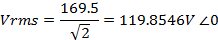 Vrms = 169.5/√2 = 119.8546V ∠0